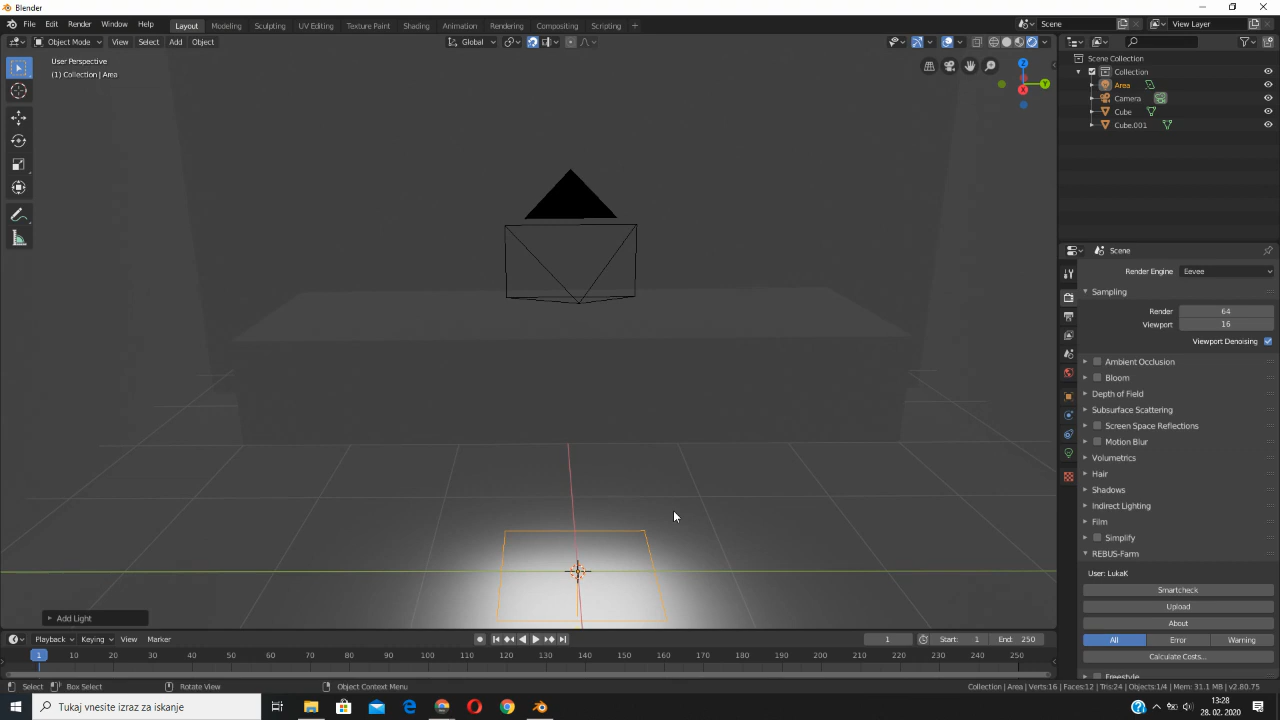 Blender
File Edit Render Window Help Layout Modeling Sculpting UV Editing Texture Paint Shading Animation Rendering Compositing Scripting + Scene View Layer
Object Mode View Select Add Object Global
User Perspective
(1) Collection | Area
Z
Y
X
Scene Collection
Collection
Area
Camera
Cube
Cube.001
Scene
Render Engine Eevee
Sampling
Render 64
Viewport 16
Viewport Denoising
Ambient Occlusion
Bloom
Depth of Field
Subsurface Scattering
Screen Space Reflections
Motion Blur
Volumetrics
Hair
Shadows
Indirect Lighting
Film
Simplify
REBUS-Farm
User: LukaK
Smartcheck
Upload
About
All Error Warning
Calculate Costs...
Freestyle
Add Light
Playback Keying View Marker 1 Start: 1 End: 250
1 10 20 30 40 50 60 70 80 90 100 110 120 130 140 150 160 170 180 190 200 210 220 230 240 250
Select Box Select Rotate View Object Context Menu Collection | Area | Verts:16 | Faces:12 | Tris:24 | Objects:1/4 | Mem: 31.1 MB | v2.80.75
Tukaj vnesite izraz za iskanje
13:28
28. 02. 2020